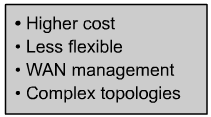 • Higher cost
• Less flexible
• WAN management
• Complex topologies